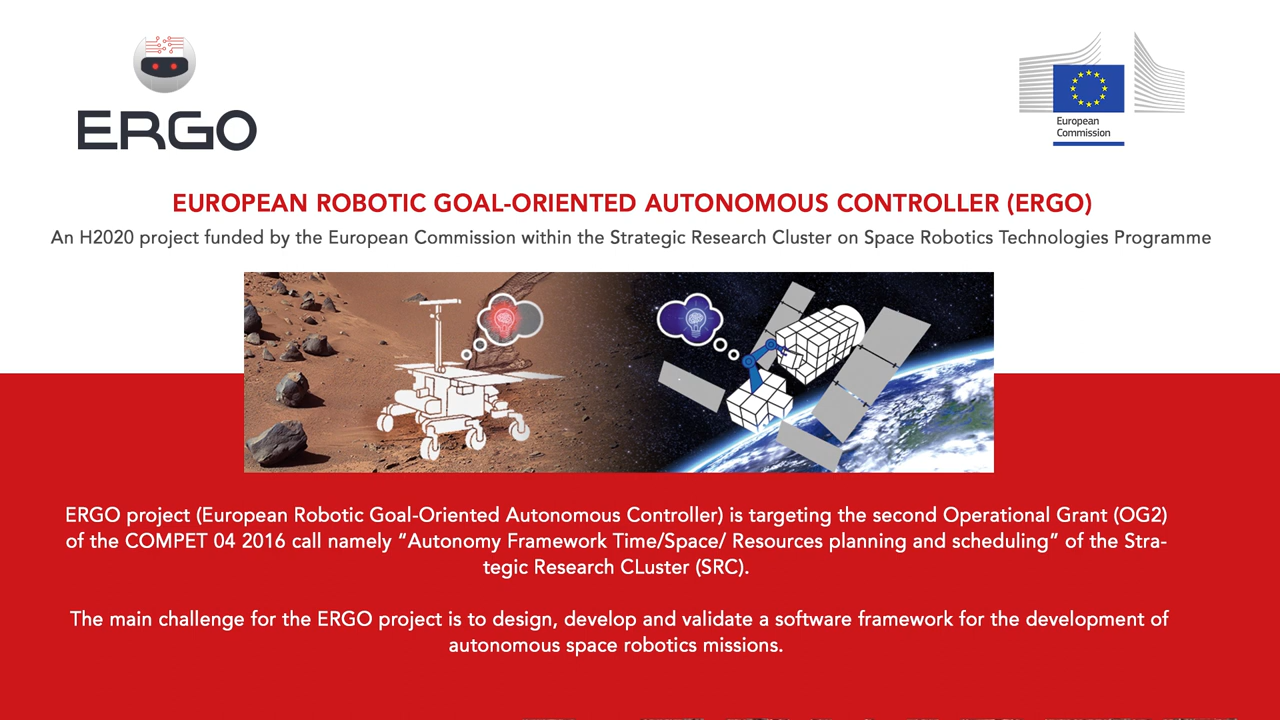 ERGO
European
Commission
EUROPEAN ROBOTIC GOAL-ORIENTED AUTONOMOUS CONTROLLER (ERGO)
An H2020 project funded by the European Commission within the Strategic Research Cluster on Space Robotics Technologies Programme
ERGO project (European Robotic Goal-Oriented Autonomous Controller) is targeting the second Operational Grant (OG2)
of the COMPET 04 2016 call namely “Autonomy Framework Time/Space/ Resources planning and scheduling” of the Stra-
tegic Research CLuster (SRC).
The main challenge for the ERGO project is to design, develop and validate a software framework for the development of
autonomous space robotics missions.